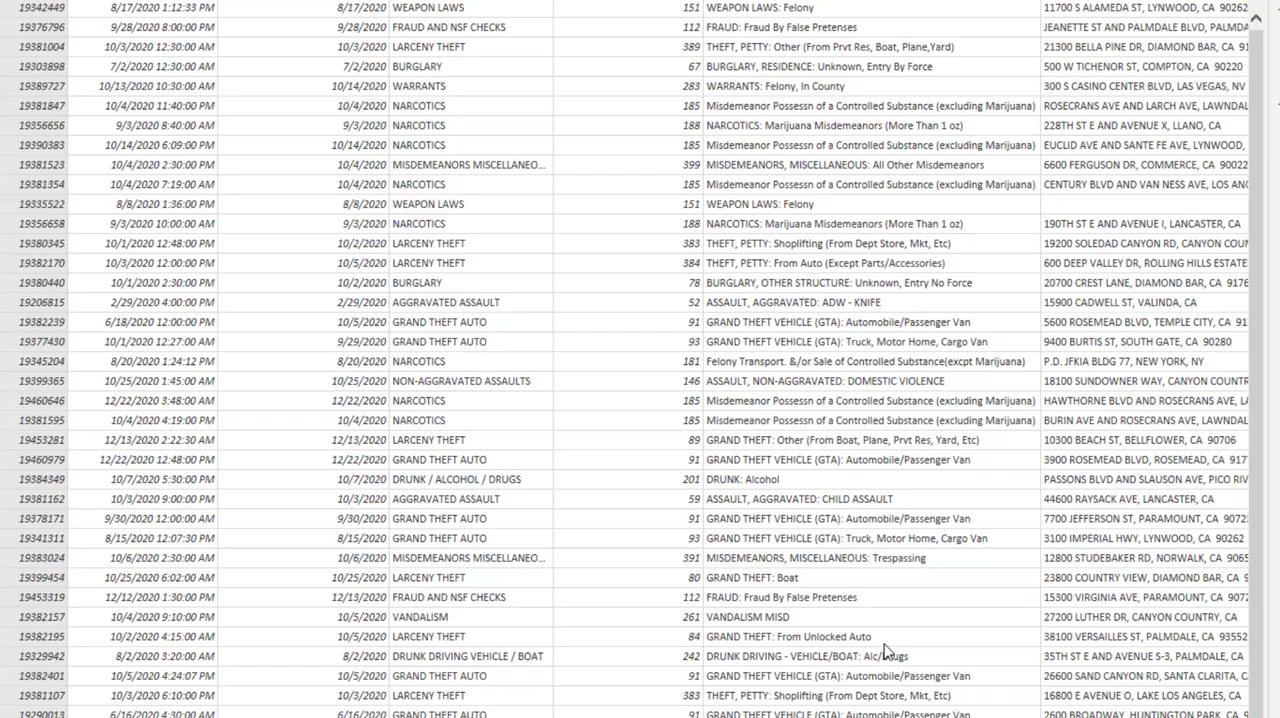 19342449 8/17/2020 1:12:33 PM 8/17/2020 WEAPON LAWS 151 WEAPON LAWS: Felony 11700 S ALAMEDA ST, LYNWOOD, CA 90262
19376796 9/28/2020 8:00:00 PM 9/28/2020 FRAUD AND NSF CHECKS 112 FRAUD: Fraud By False Pretenses JEANETTE ST AND PALMDALE BLVD, PALMDA
19381004 10/3/2020 12:30:00 AM 10/3/2020 LARCENY THEFT 389 THEFT, PETTY: Other (From Prvt Res, Boat, Plane,Yard) 21300 BELLA PINE DR, DIAMOND BAR, CA 91
19303898 7/2/2020 12:30:00 AM 7/2/2020 BURGLARY 67 BURGLARY, RESIDENCE: Unknown, Entry By Force 500 W TICHENOR ST, COMPTON, CA 90220
19389727 10/13/2020 10:30:00 AM 10/14/2020 WARRANTS 283 WARRANTS: Felony, In County 300 S CASINO CENTER BLVD, LAS VEGAS, NV
19381847 10/4/2020 11:40:00 PM 10/4/2020 NARCOTICS 185 Misdemeanor Possessn of a Controlled Substance (excluding Marijuana) ROSECRANS AVE AND LARCH AVE, LAWNDAL
19356656 9/3/2020 8:40:00 AM 9/3/2020 NARCOTICS 188 NARCOTICS: Marijuana Misdemeanors (More Than 1 oz) 228TH ST E AND AVENUE X, LLANO, CA
19390383 10/14/2020 6:09:00 PM 10/14/2020 NARCOTICS 185 Misdemeanor Possessn of a Controlled Substance (excluding Marijuana) EUCLID AVE AND SANTE FE AVE, LYNWOOD,
19381523 10/4/2020 2:30:00 PM 10/4/2020 MISDEMEANORS MISCELLANEO... 399 MISDEMEANORS, MISCELLANEOUS: All Other Misdemeanors 6600 FERGUSON DR, COMMERCE, CA 90022
19381354 10/4/2020 7:19:00 AM 10/4/2020 NARCOTICS 185 Misdemeanor Possessn of a Controlled Substance (excluding Marijuana) CENTURY BLVD AND VAN NESS AVE, LOS ANG
19335522 8/8/2020 1:36:00 PM 8/8/2020 WEAPON LAWS 151 WEAPON LAWS: Felony
19356658 9/3/2020 10:00:00 AM 9/3/2020 NARCOTICS 188 NARCOTICS: Marijuana Misdemeanors (More Than 1 oz) 190TH ST E AND AVENUE I, LANCASTER, CA
19380345 10/1/2020 12:48:00 PM 10/2/2020 LARCENY THEFT 383 THEFT, PETTY: Shoplifting (From Dept Store, Mkt, Etc) 19200 SOLEDAD CANYON RD, CANYON COUN
19382170 10/3/2020 12:00:00 PM 10/5/2020 LARCENY THEFT 384 THEFT, PETTY: From Auto (Except Parts/Accessories) 600 DEEP VALLEY DR, ROLLING HILLS ESTATE
19380440 10/1/2020 2:30:00 PM 10/2/2020 BURGLARY 78 BURGLARY, OTHER STRUCTURE: Unknown, Entry No Force 20700 CREST LANE, DIAMOND BAR, CA 9176
19206815 2/29/2020 4:00:00 PM 2/29/2020 AGGRAVATED ASSAULT 52 ASSAULT, AGGRAVATED: ADW - KNIFE 15900 CADWELL ST, VALINDA, CA
19382239 6/18/2020 12:00:00 PM 10/5/2020 GRAND THEFT AUTO 91 GRAND THEFT VEHICLE (GTA): Automobile/Passenger Van 5600 ROSEMEAD BLVD, TEMPLE CITY, CA 91
19377430 10/1/2020 12:27:00 AM 9/29/2020 GRAND THEFT AUTO 93 GRAND THEFT VEHICLE (GTA): Truck, Motor Home, Cargo Van 9400 BURTIS ST, SOUTH GATE, CA 90280
19345204 8/20/2020 1:24:12 PM 8/20/2020 NARCOTICS 181 Felony Transport. &/or Sale of Controlled Substance(excpt Marijuana) P.D. JFKIA BLDG 77, NEW YORK, NY
19399365 10/25/2020 1:45:00 AM 10/25/2020 NON-AGGRAVATED ASSAULTS 146 ASSAULT, NON-AGGRAVATED: DOMESTIC VIOLENCE 18100 SUNDOWNER WAY, CANYON COUNTR
19460646 12/22/2020 3:48:00 AM 12/22/2020 NARCOTICS 185 Misdemeanor Possessn of a Controlled Substance (excluding Marijuana) HAWTHORNE BLVD AND ROSECRANS AVE, LA
19381595 10/4/2020 4:19:00 PM 10/4/2020 NARCOTICS 185 Misdemeanor Possessn of a Controlled Substance (excluding Marijuana) BURIN AVE AND ROSECRANS AVE, LAWNDAL
19453281 12/13/2020 2:22:30 AM 12/13/2020 LARCENY THEFT 89 GRAND THEFT: Other (From Boat, Plane, Prvt Res, Yard, Etc) 10300 BEACH ST, BELLFLOWER, CA 90706
19460979 12/22/2020 12:48:00 PM 12/22/2020 GRAND THEFT AUTO 91 GRAND THEFT VEHICLE (GTA): Automobile/Passenger Van 3900 ROSEMEAD BLVD, ROSEMEAD, CA 917
19384349 10/7/2020 5:30:00 PM 10/7/2020 DRUNK / ALCOHOL / DRUGS 201 DRUNK: Alcohol PASSONS BLVD AND SLAUSON AVE, PICO RIV
19381162 10/3/2020 9:00:00 PM 10/3/2020 AGGRAVATED ASSAULT 59 ASSAULT, AGGRAVATED: CHILD ASSAULT 44600 RAYSACK AVE, LANCASTER, CA
19378171 9/30/2020 12:00:00 AM 9/30/2020 GRAND THEFT AUTO 91 GRAND THEFT VEHICLE (GTA): Automobile/Passenger Van 7700 JEFFERSON ST, PARAMOUNT, CA 9072
19341311 8/15/2020 12:07:30 PM 8/15/2020 GRAND THEFT AUTO 93 GRAND THEFT VEHICLE (GTA): Truck, Motor Home, Cargo Van 3100 IMPERIAL HWY, LYNWOOD, CA 90262
19383024 10/6/2020 2:30:00 AM 10/6/2020 MISDEMEANORS MISCELLANEO... 391 MISDEMEANORS, MISCELLANEOUS: Trespassing 12800 STUDEBAKER RD, NORWALK, CA 9065
19399454 10/25/2020 6:02:00 AM 10/25/2020 LARCENY THEFT 80 GRAND THEFT: Boat 23800 COUNTRY VIEW, DIAMOND BAR, CA 9
19453319 12/12/2020 1:30:00 PM 12/13/2020 FRAUD AND NSF CHECKS 112 FRAUD: Fraud By False Pretenses 15300 VIRGINIA AVE, PARAMOUNT, CA 9072
19382157 10/4/2020 9:10:00 PM 10/5/2020 VANDALISM 261 VANDALISM MISD 27200 LUTHER DR, CANYON COUNTRY, CA
19382195 10/2/2020 4:15:00 AM 10/5/2020 LARCENY THEFT 84 GRAND THEFT: From Unlocked Auto 38100 VERSAILLES ST, PALMDALE, CA 93552
19329942 8/2/2020 3:20:00 AM 8/2/2020 DRUNK DRIVING VEHICLE / BOAT 242 DRUNK DRIVING - VEHICLE/BOAT: Alc/Drugs 35TH ST E AND AVENUE S-3, PALMDALE, CA
19382401 10/5/2020 4:24:07 PM 10/5/2020 GRAND THEFT AUTO 91 GRAND THEFT VEHICLE (GTA): Automobile/Passenger Van 26600 SAND CANYON RD, SANTA CLARITA, C
19381107 10/3/2020 6:10:00 PM 10/3/2020 LARCENY THEFT 383 THEFT, PETTY: Shoplifting (From Dept Store, Mkt, Etc) 16800 E AVENUE O, LAKE LOS ANGELES, CA
19290013 6/16/2020 4:30:00 AM 6/16/2020 GRAND THEFT AUTO 91 GRAND THEFT VEHICLE (GTA): Automobile/Passenger Van 2600 BROADWAY, HUNTINGTON PARK, CA